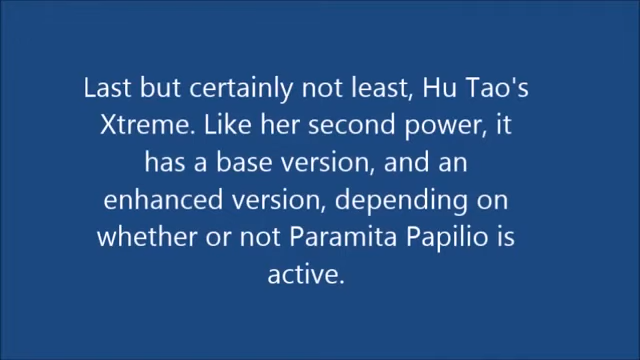 Last but certainly not least, Hu Tao's
Xtreme. Like her second power, it
has a base version, and an
enhanced version, depending on
whether or not Paramita Papilio is
active.